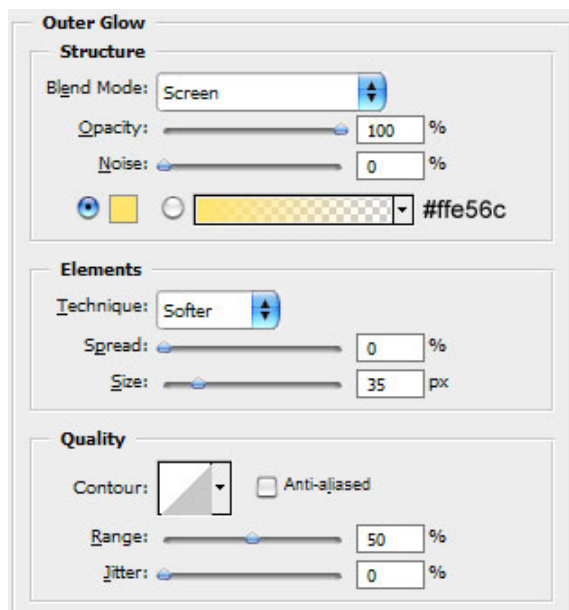 Outer Glow
Structure
Blend Mode: Screen
Opacity: 100 %
Noise: 0 %
#ffe56c
Elements
Technique: Softer
Spread: 0 %
Size: 35 px
Quality
Contour: Anti-aliased
Range: 50 %
Jitter: 0 %